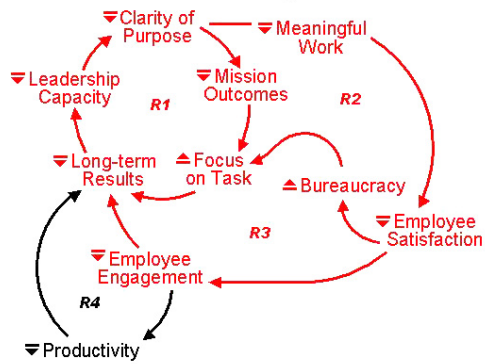 Clarity of
Purpose
Meaningful
Work
Leadership
Capacity
R1
Mission
Outcomes
R2
Long-term
Results
Focus
on Task
Bureaucracy
Employee
Satisfaction
R3
Employee
Engagement
R4
Productivity